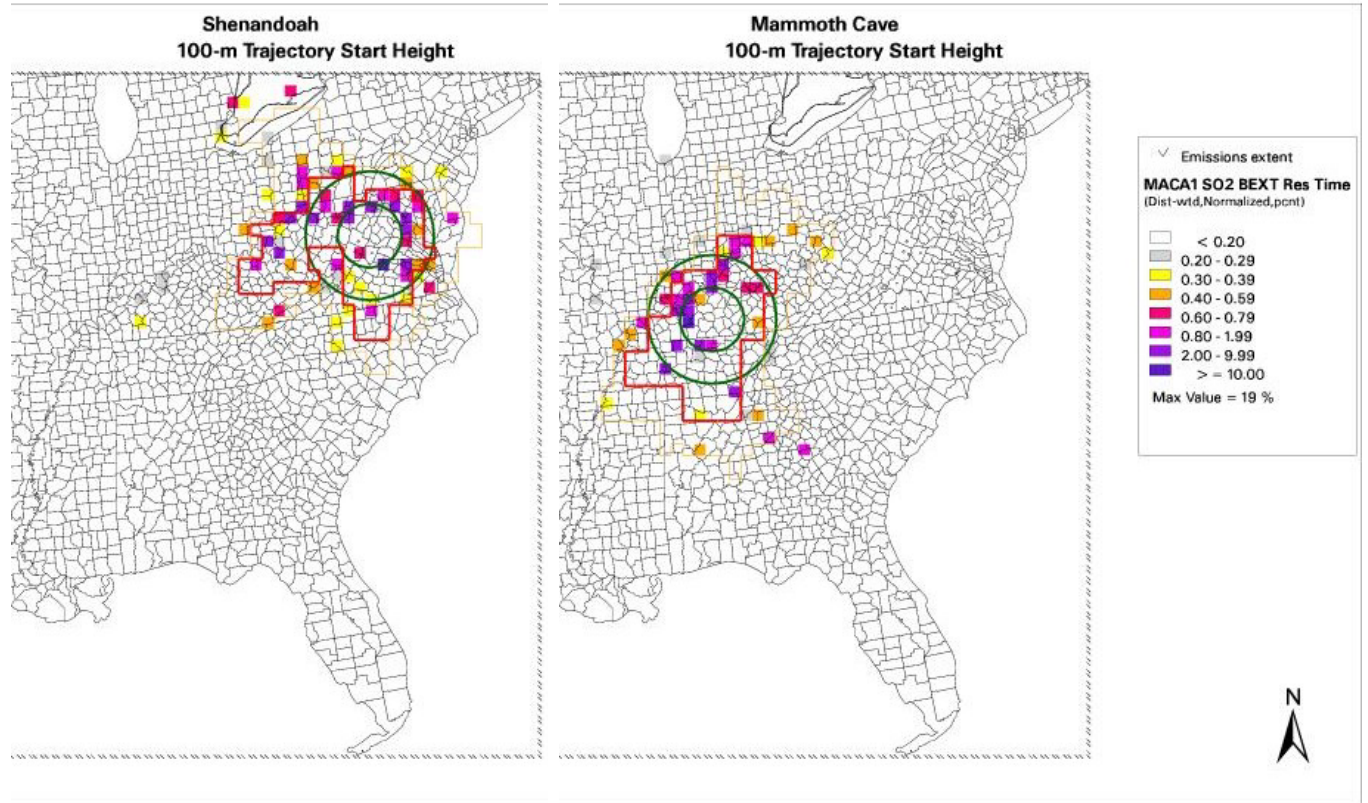 Shenandoah
100-m Trajectory Start Height
Mammoth Cave
100-m Trajectory Start Height
Emissions extent
MACA1 SO2 BEXT Res Time
(Dist-wtd,Normalized,pcnt)
< 0.20
0.20 - 0.29
0.30 - 0.39
0.40 - 0.59
0.60 - 0.79
0.80 - 1.99
2.00 - 9.99
> = 10.00
Max Value = 19 %
N